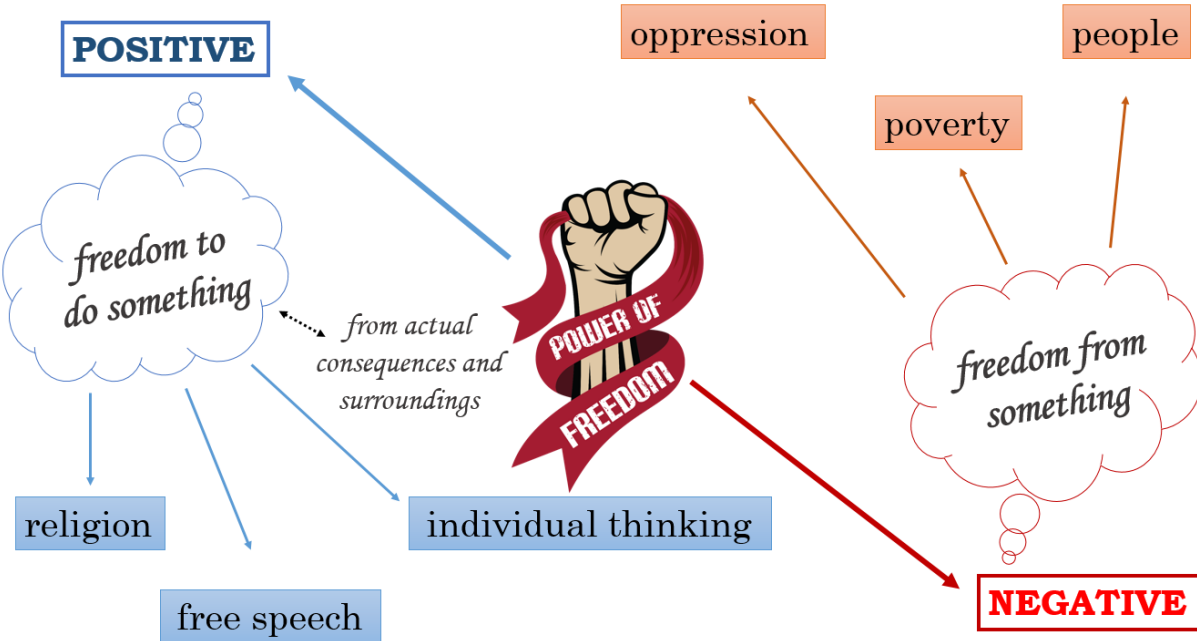 POSITIVE
oppression
people
poverty
freedom to
do something
from actual
consequences and
surroundings
POWER OF
FREEDOM
freedom from
something
religion
individual thinking
free speech
NEGATIVE